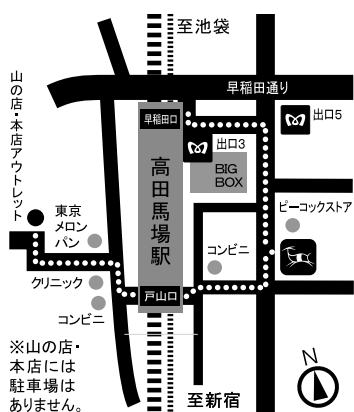 至池袋
早稲田通り
山の店・本店アウトレット
早稲田口
出口5
出口3
高田馬場駅
BIG
BOX
東京
メロン
パン
ピーコックストア
コンビニ
クリニック
戸山口
コンビニ
※山の店・
本店には
駐車場は
ありません。
至新宿
N